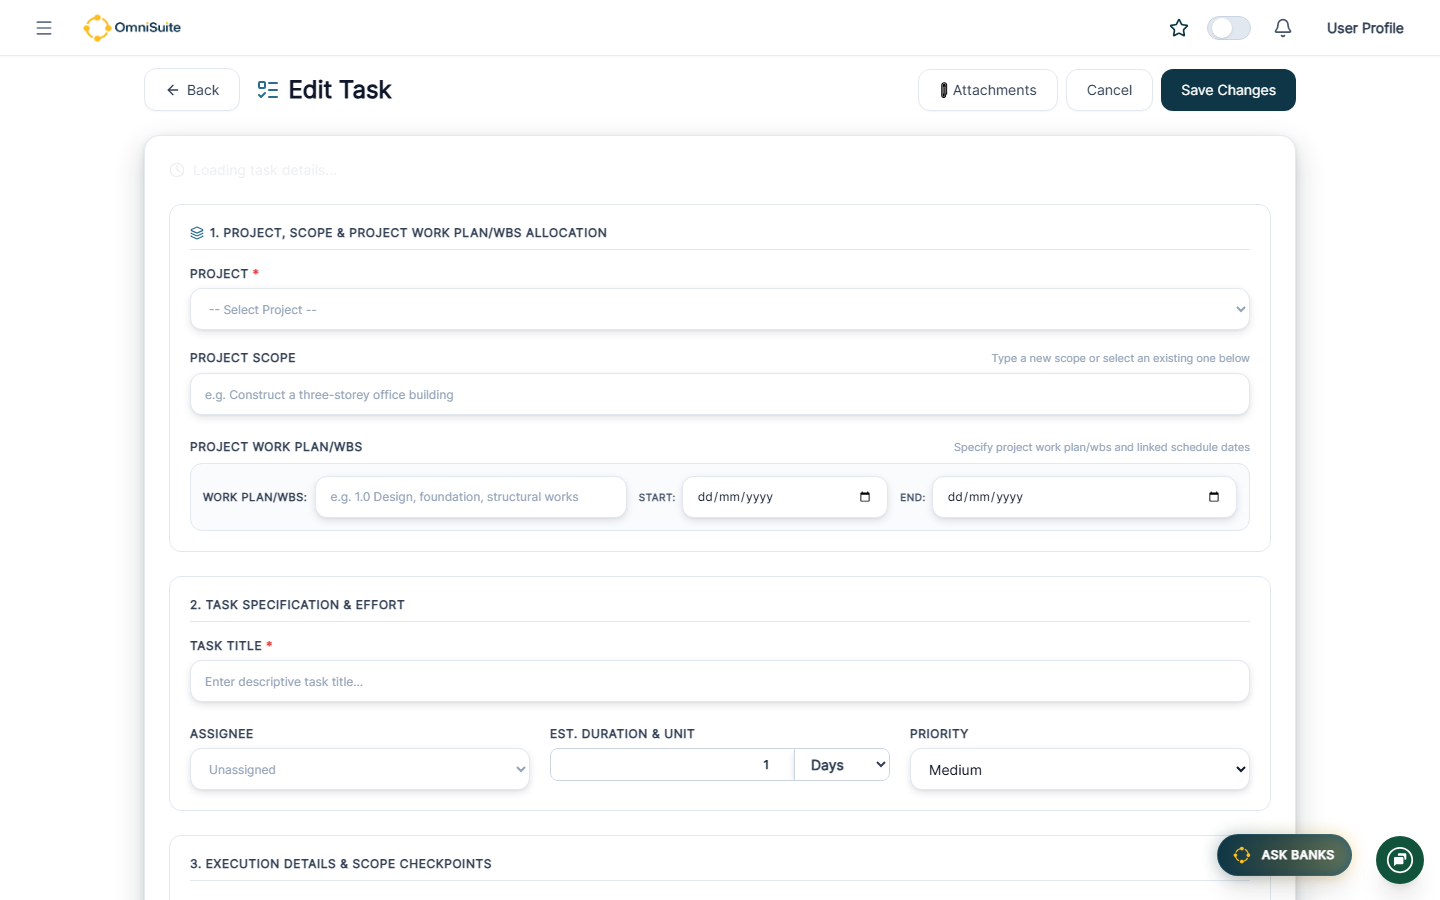 OmniSuite
User Profile
Back
Edit Task
Attachments
Cancel
Save Changes
Loading task details...
1. PROJECT, SCOPE & PROJECT WORK PLAN/WBS ALLOCATION
PROJECT *
-- Select Project --
PROJECT SCOPE
Type a new scope or select an existing one below
e.g. Construct a three-storey office building
PROJECT WORK PLAN/WBS
Specify project work plan/wbs and linked schedule dates
WORK PLAN/WBS:
e.g. 1.0 Design, foundation, structural works
START:
dd/mm/yyyy
END:
dd/mm/yyyy
2. TASK SPECIFICATION & EFFORT
TASK TITLE *
Enter descriptive task title...
ASSIGNEE
EST. DURATION & UNIT
PRIORITY
Unassigned
1
Days
Medium
3. EXECUTION DETAILS & SCOPE CHECKPOINTS
ASK BANKS